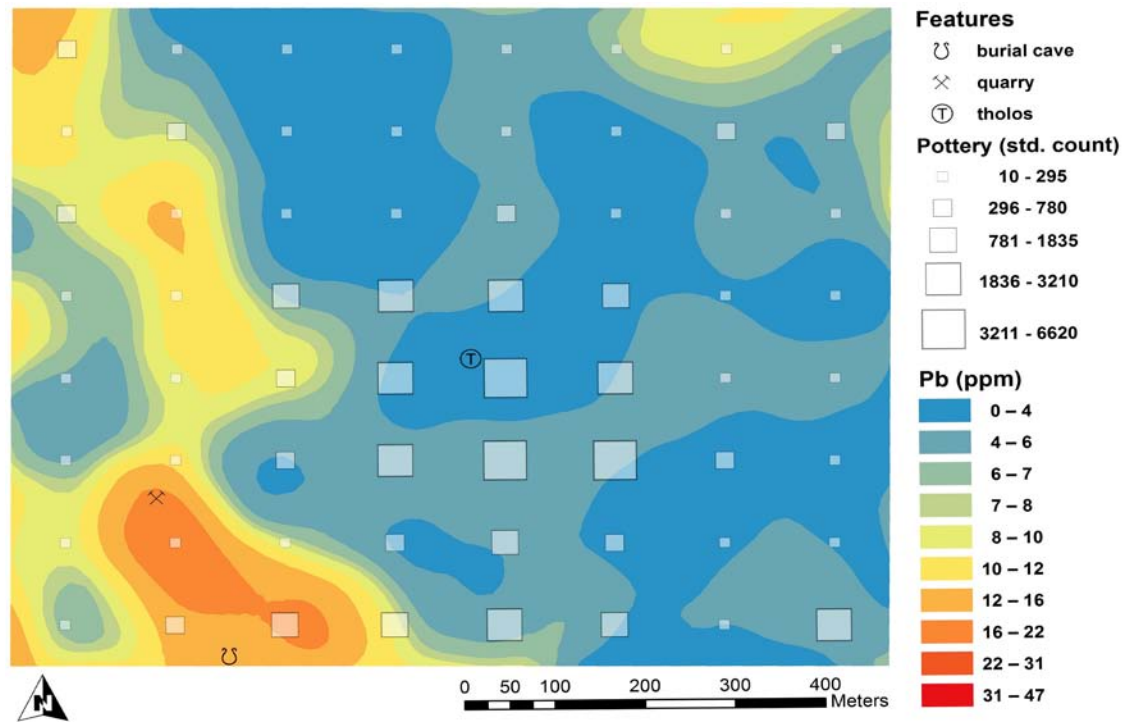 T
Features
burial cave
quarry
T tholos
Pottery (std. count)
10 - 295
296 - 780
781 - 1835
1836 - 3210
3211 - 6620
Pb (ppm)
0 – 4
4 – 6
6 – 7
7 – 8
8 – 10
10 – 12
12 – 16
16 – 22
22 – 31
31 – 47
N
0 50 100 200 300 400
Meters